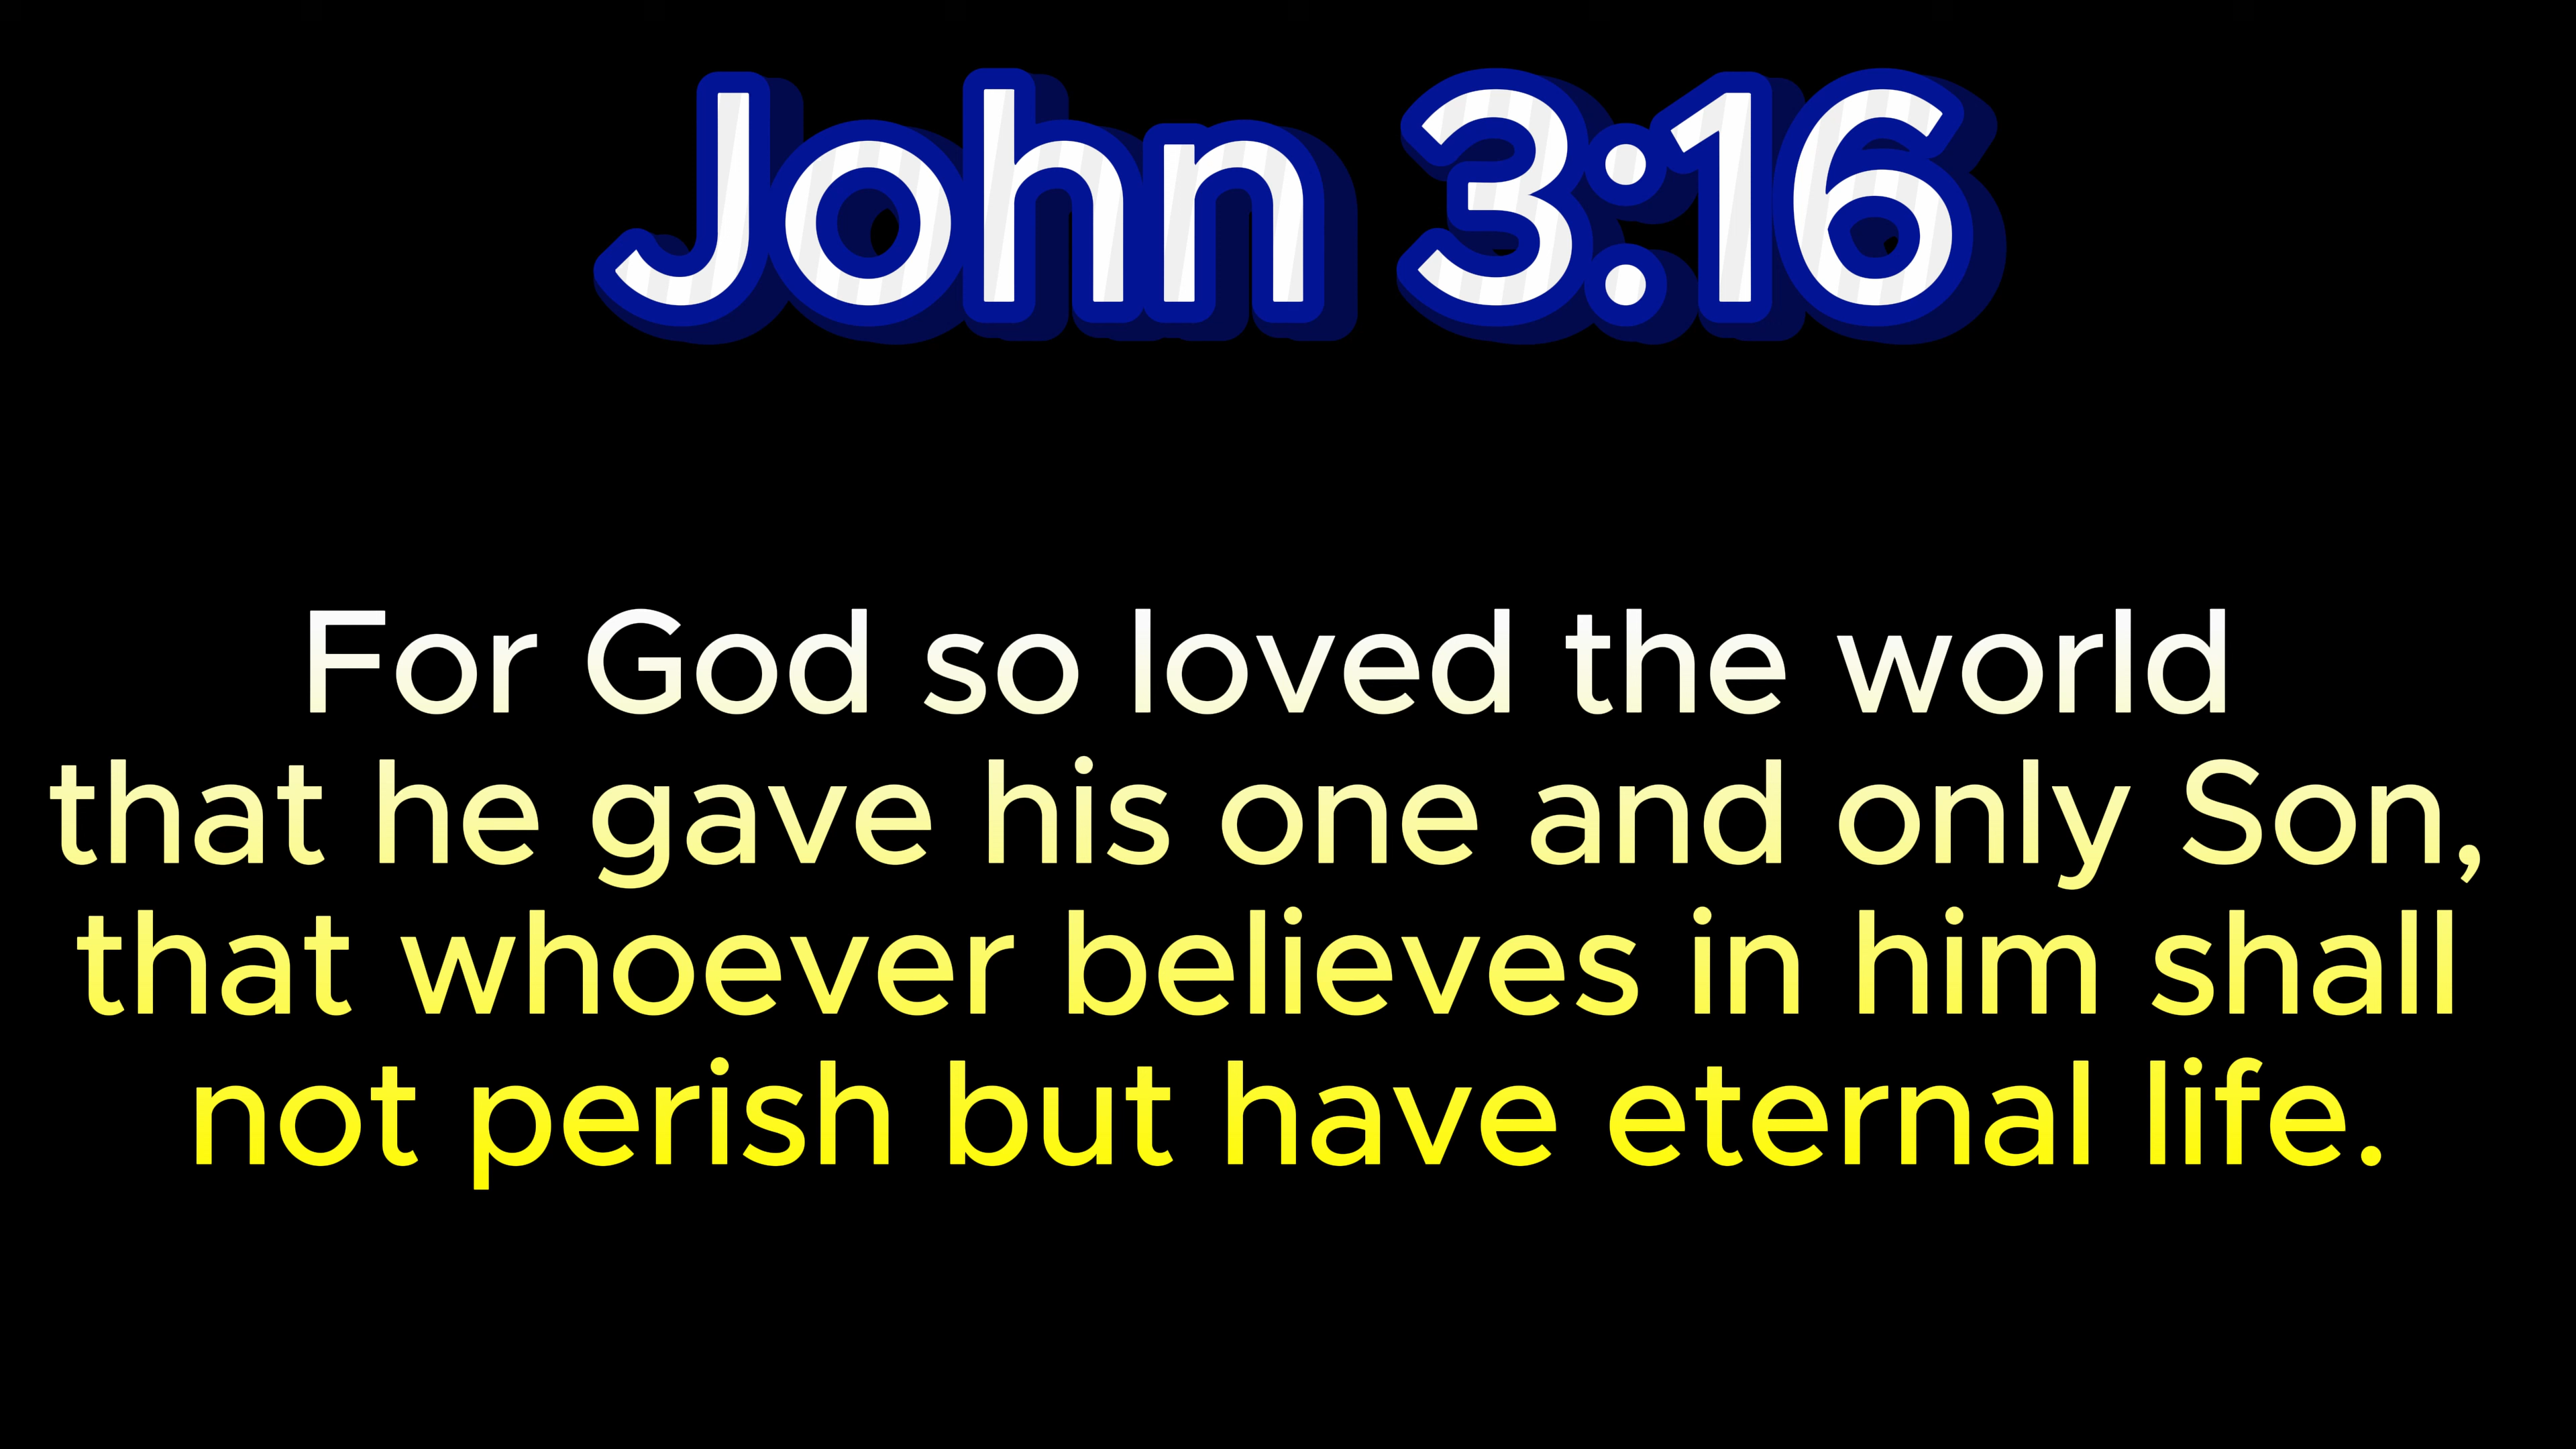 John 3:16
For God so loved the world
that he gave his one and only Son,
that whoever believes in him shall
not perish but have eternal life.